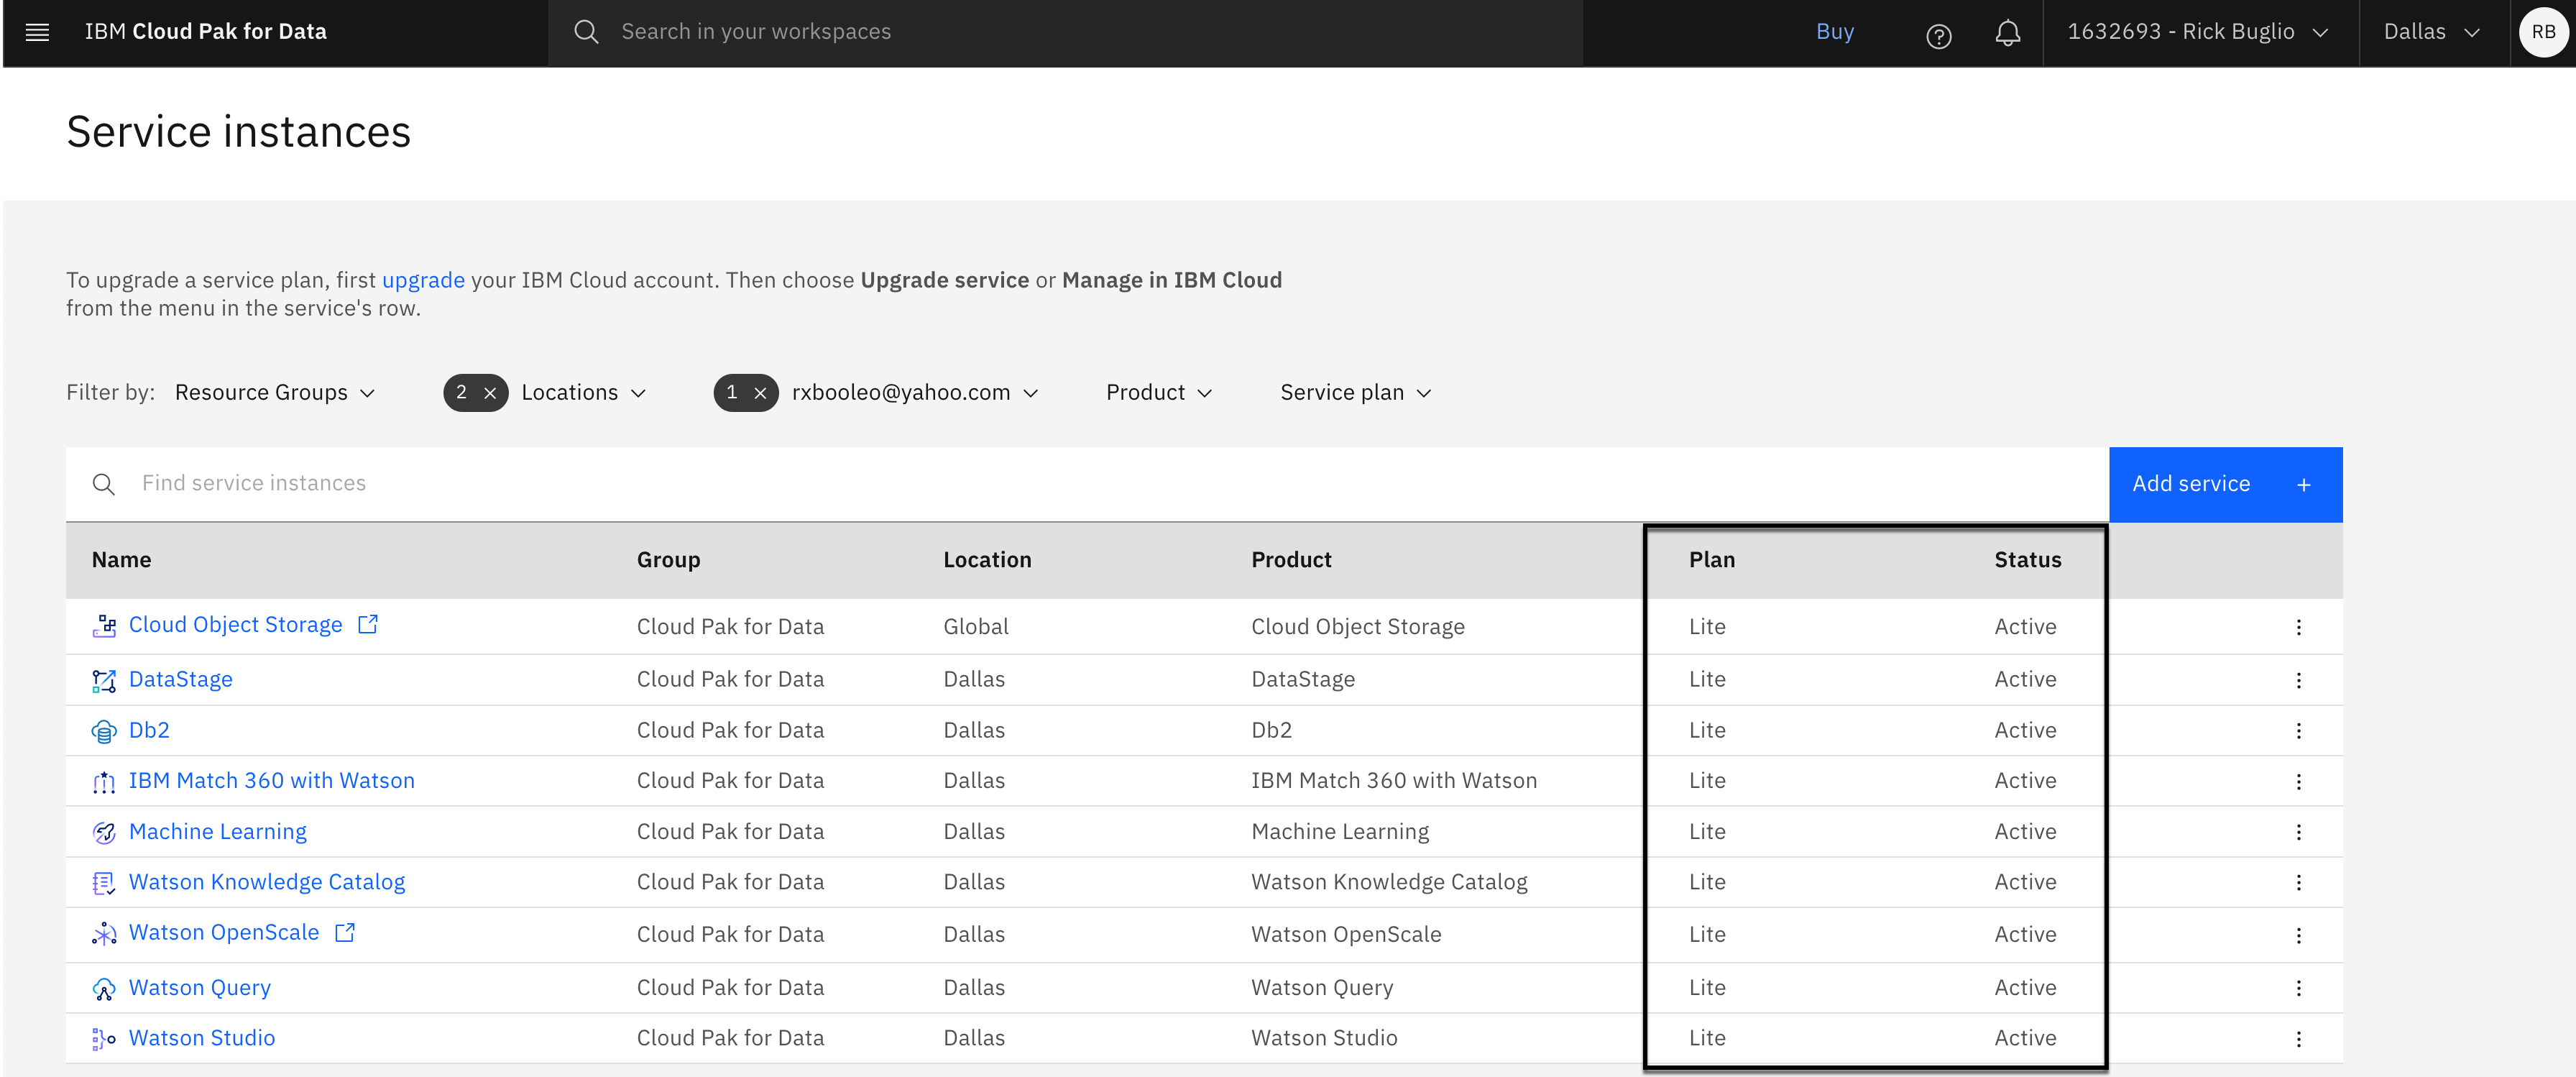 IBM Cloud Pak for Data Search in your workspaces Buy 1632693 - Rick Buglio Dallas RB
Service instances
To upgrade a service plan, first upgrade your IBM Cloud account. Then choose Upgrade service or Manage in IBM Cloud
from the menu in the service's row.
Filter by: Resource Groups 2 Locations 1 rxbooleo@yahoo.com Product Service plan
Find service instances Add service +
Name Group Location Product Plan Status
Cloud Object Storage Cloud Pak for Data Global Cloud Object Storage Lite Active
DataStage Cloud Pak for Data Dallas DataStage Lite Active
Db2 Cloud Pak for Data Dallas Db2 Lite Active
IBM Match 360 with Watson Cloud Pak for Data Dallas IBM Match 360 with Watson Lite Active
Machine Learning Cloud Pak for Data Dallas Machine Learning Lite Active
Watson Knowledge Catalog Cloud Pak for Data Dallas Watson Knowledge Catalog Lite Active
Watson OpenScale Cloud Pak for Data Dallas Watson OpenScale Lite Active
Watson Query Cloud Pak for Data Dallas Watson Query Lite Active
Watson Studio Cloud Pak for Data Dallas Watson Studio Lite Active